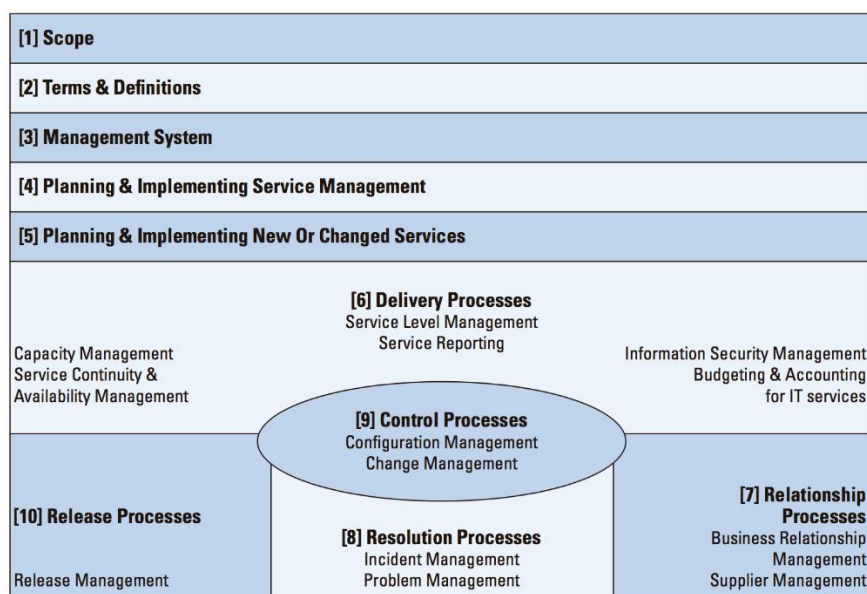 [1] Scope
[2] Terms & Definitions
[3] Management System
[4] Planning & Implementing Service Management
[5] Planning & Implementing New Or Changed Services
[6] Delivery Processes
Service Level Management
Service Reporting
Capacity Management
Service Continuity &
Availability Management
Information Security Management
Budgeting & Accounting
for IT services
[9] Control Processes
Configuration Management
Change Management
[10] Release Processes
Release Management
[8] Resolution Processes
Incident Management
Problem Management
[7] Relationship
Processes
Business Relationship
Management
Supplier Management